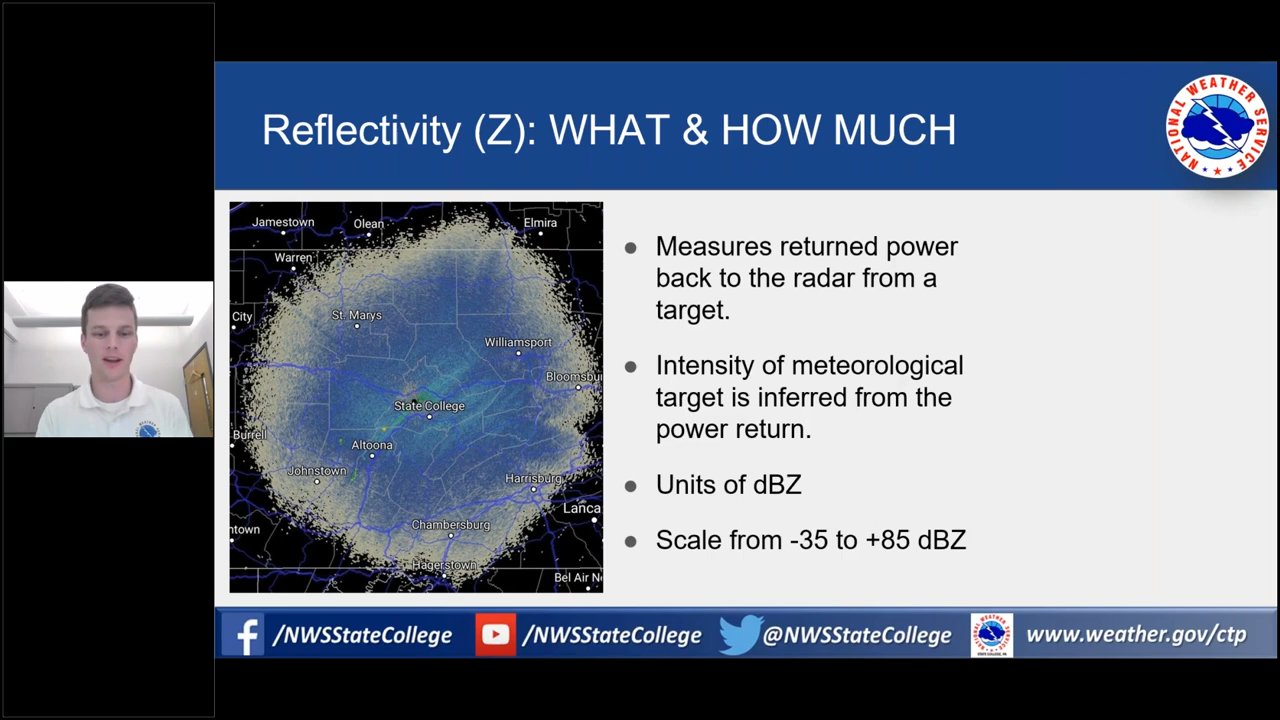 Reflectivity (Z): WHAT & HOW MUCH
NATIONAL WEATHER SERVICE
Jamestown
Olean
Elmira
Warren
City
St. Marys
Williamsport
Bloomsbu
State College
Burrell
Altoona
Johnstown
Harrisburg
Lanca
ntown
Chambersburg
Hagerstown
Bel Air N
● Measures returned power
back to the radar from a
target.
● Intensity of meteorological
target is inferred from the
power return.
● Units of dBZ
● Scale from -35 to +85 dBZ
/NWSStateCollege
/NWSStateCollege
@NWSStateCollege
www.weather.gov/ctp